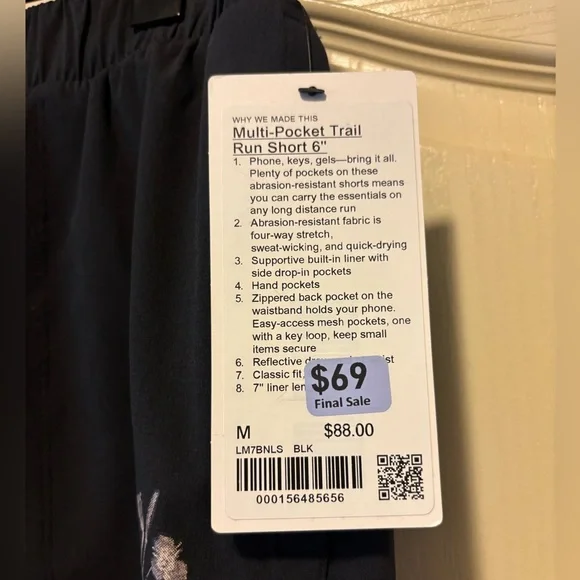 WHY WE MADE THIS
Multi-Pocket Trail
Run Short 6"
1. Phone, keys, gels—bring it all.
Plenty of pockets on these
abrasion-resistant shorts means
you can carry the essentials on
any long distance run
2. Abrasion-resistant fabric is
four-way stretch,
sweat-wicking, and quick-drying
3. Supportive built-in liner with
side drop-in pockets
4. Hand pockets
5. Zippered back pocket on the
waistband holds your phone.
Easy-access mesh pockets, one
with a key loop, keep small
items secure
6. Reflective
7. Classic fit,
8. 7" liner
$69
Final Sale
M $88.00
LM7BNLS BLK
000156485656